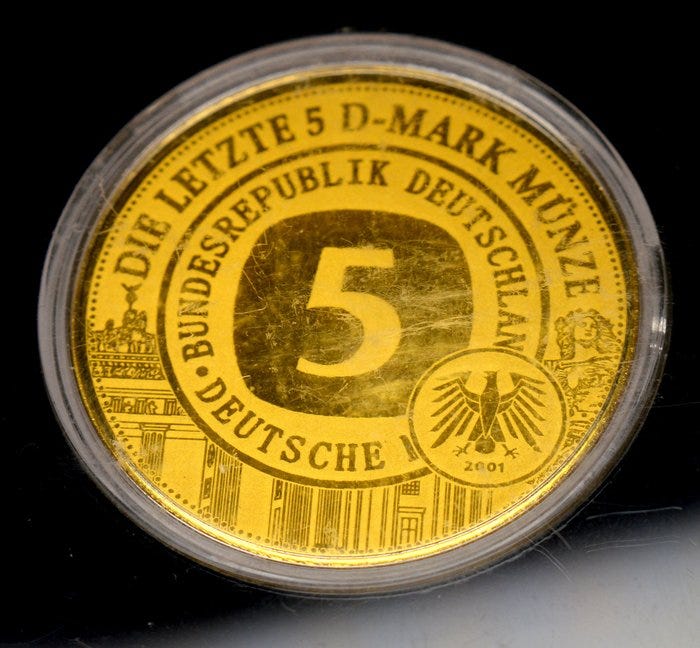 DIE LETZTE 5 D-MARK MÜNZE
BUNDESREPUBLIK DEUTSCHLAN
• DEUTSCHE
5
2001